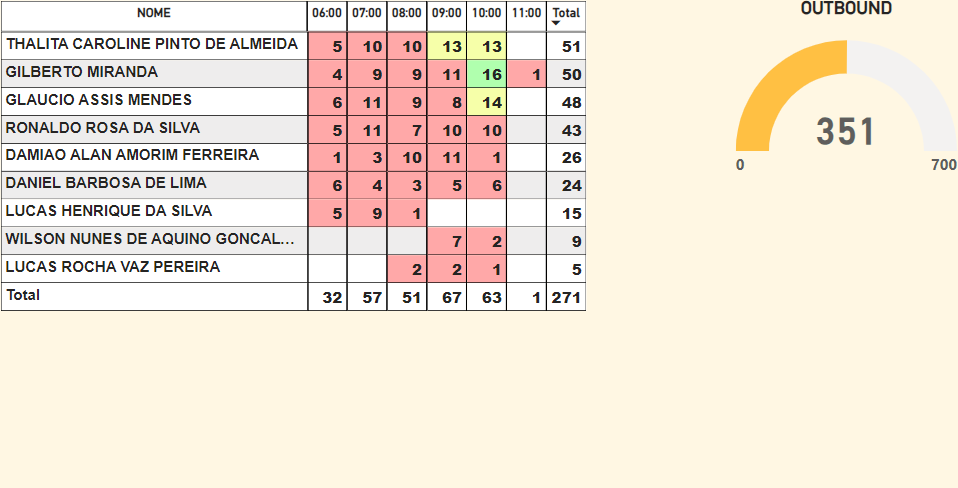 NOME 06:00 07:00 08:00 09:00 10:00 11:00 Total
THALITA CAROLINE PINTO DE ALMEIDA 5 10 10 13 13 51
GILBERTO MIRANDA 4 9 9 11 16 1 50
GLAUCIO ASSIS MENDES 6 11 9 8 14 48
RONALDO ROSA DA SILVA 5 11 7 10 10 43
DAMIAO ALAN AMORIM FERREIRA 1 3 10 11 1 26
DANIEL BARBOSA DE LIMA 6 4 3 5 6 24
LUCAS HENRIQUE DA SILVA 5 9 1 15
WILSON NUNES DE AQUINO GONCAL... 7 2 9
LUCAS ROCHA VAZ PEREIRA 2 2 1 5
Total 32 57 51 67 63 1 271
OUTBOUND
351
0 700